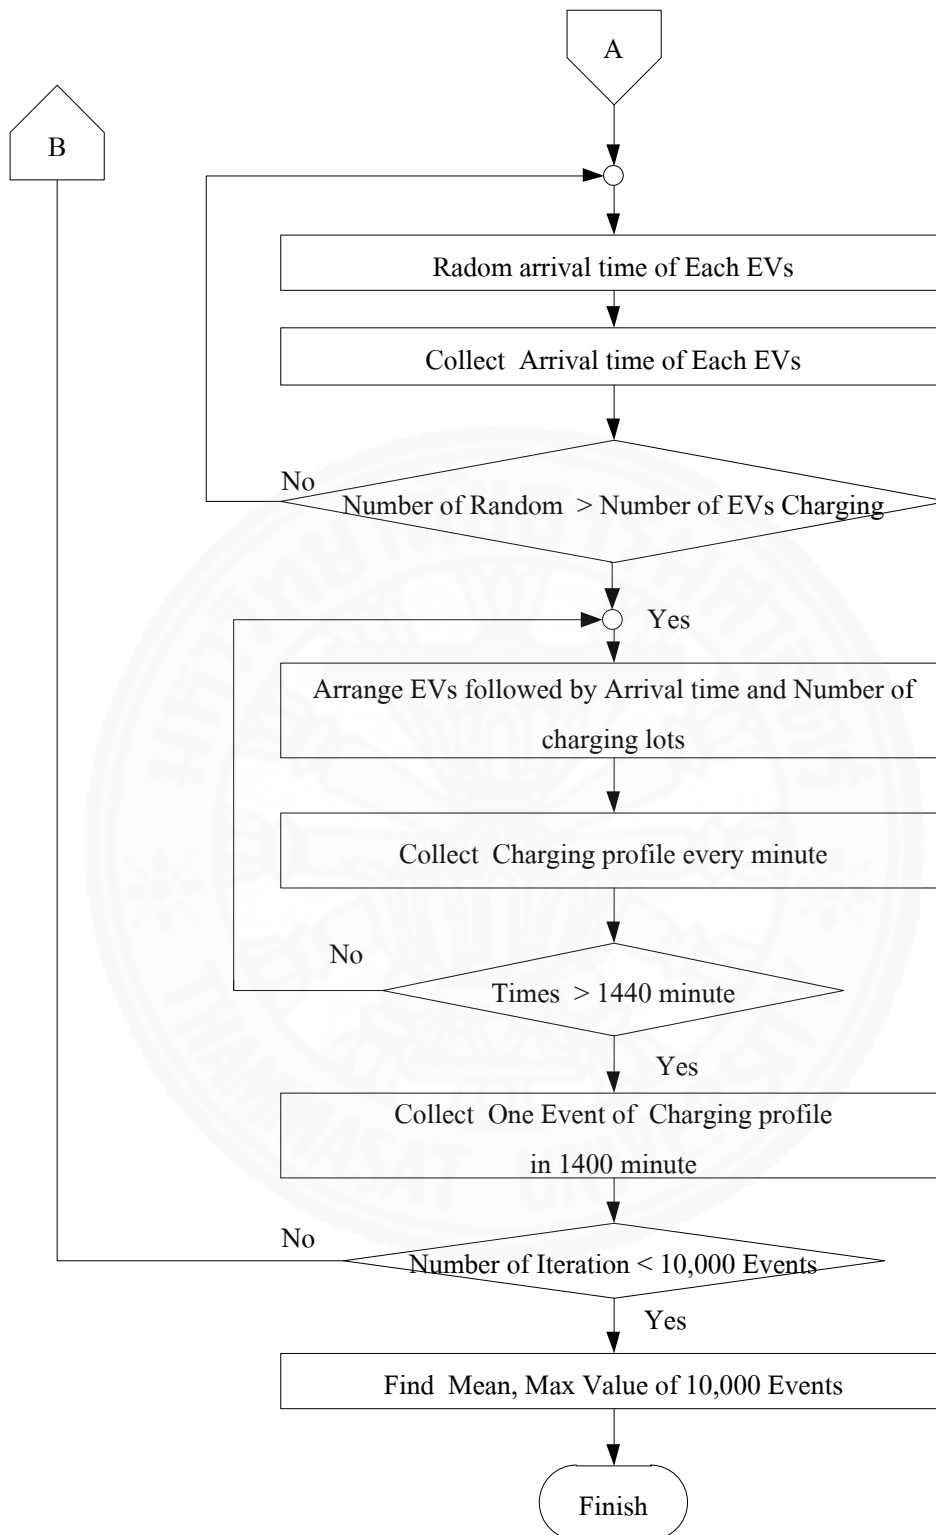 A
B
Radom arrival time of Each EVs
Collect Arrival time of Each EVs
No
Number of Random > Number of EVs Charging
Yes
Arrange EVs followed by Arrival time and Number of
charging lots
Collect Charging profile every minute
No
Times > 1440 minute
Yes
Collect One Event of Charging profile
in 1400 minute
No
Number of Iteration < 10,000 Events
Yes
Find Mean, Max Value of 10,000 Events
Finish
THAMMASAT UNIVERSITY